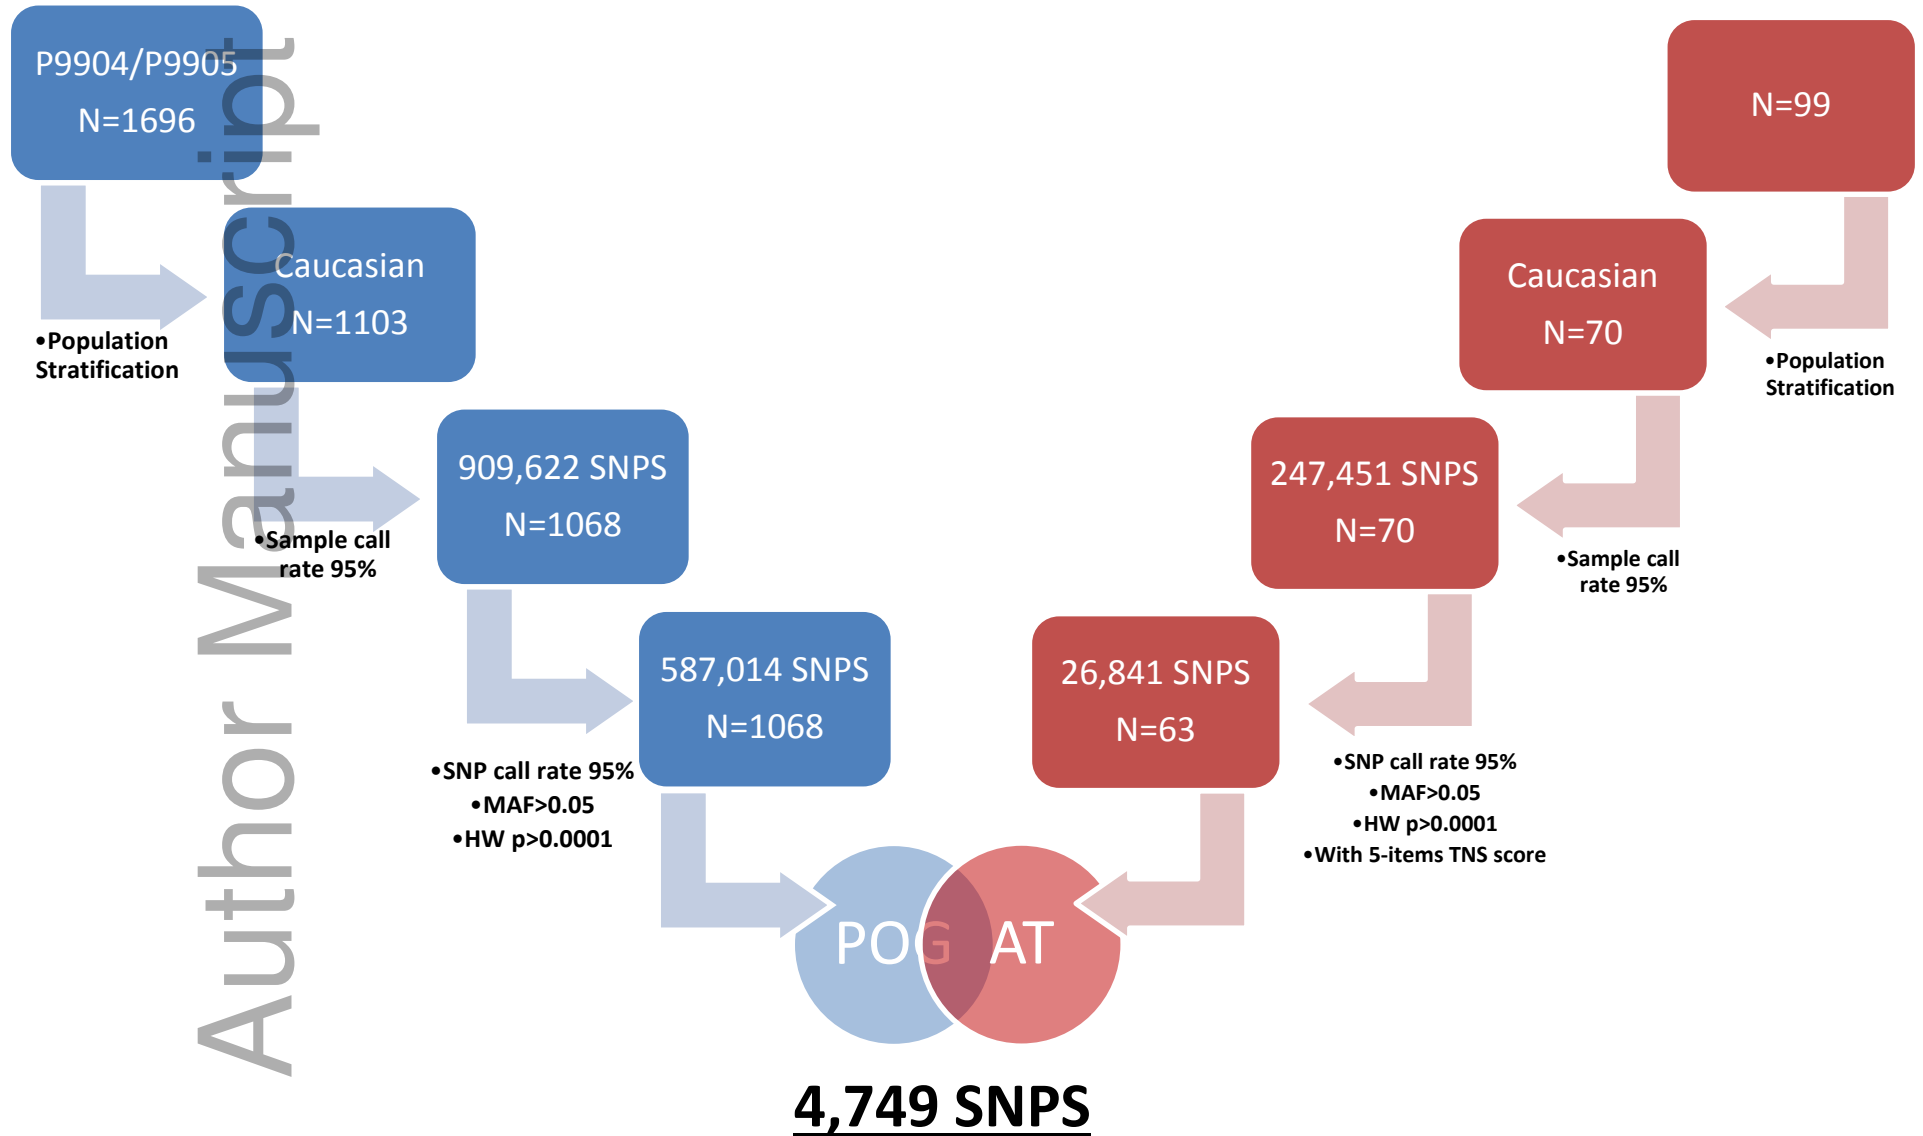 P9904/P9905
N=1696
•Population
Stratification
Caucasian
N=1103
•Sample call
rate 95%
909,622 SNPS
N=1068
•SNP call rate 95%
•MAF>0.05
•HW p>0.0001
587,014 SNPS
N=1068
N=99
•Population
Stratification
Caucasian
N=70
•Sample call
rate 95%
247,451 SNPS
N=70
•SNP call rate 95%
•MAF>0.05
•HW p>0.0001
•With 5-items TNS score
26,841 SNPS
N=63
POG
AT
4,749 SNPS
Author Manuscript